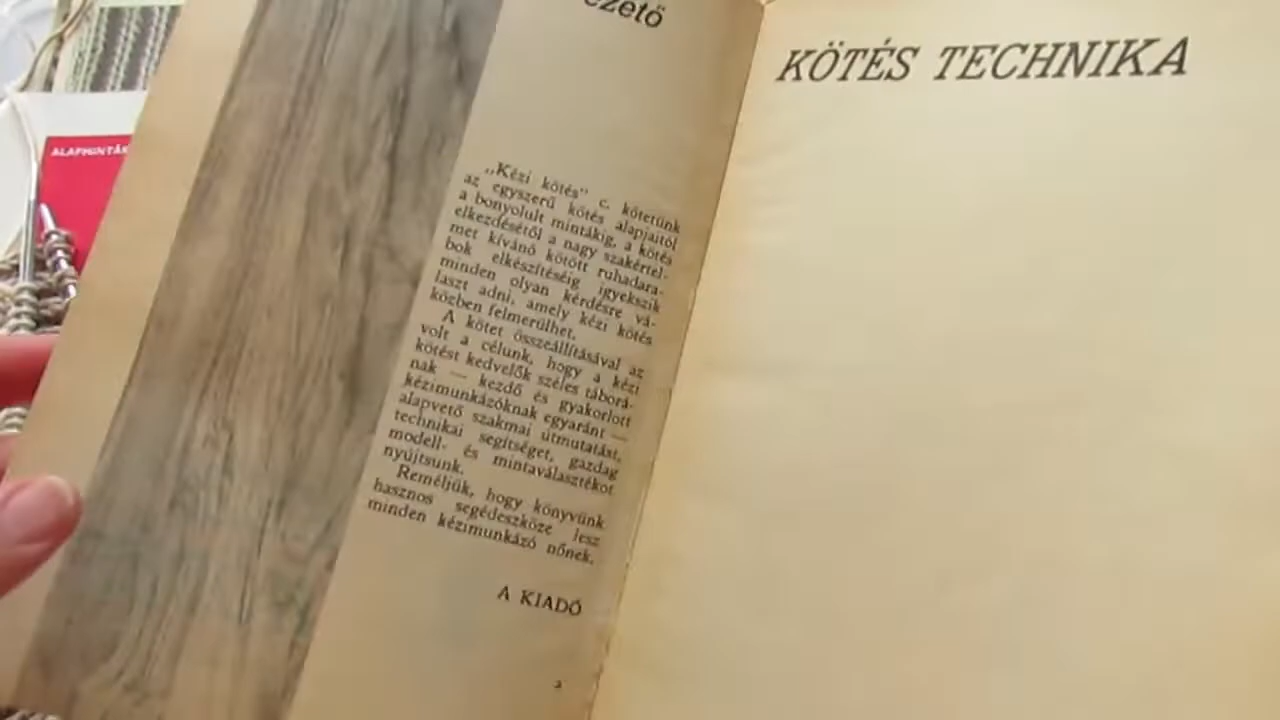 ALAPMINTÁK
ezető
„Kézi kötés" c. kötetünk
az egyszerű kötés alapjaitól
a bonyolult mintákig, a kötés
elkezdésétől a nagy szakértel-
met kívánó kötött ruhadara-
bok elkészítéséig igyekszik
minden olyan kérdésre vá-
laszt adni, amely kézi kötés
közben felmerülhet.
A kötet összeállításával az
volt a célunk, hogy a kézi
kötést kedvelők széles táborá-
nak — kezdő és gyakorlott
kézimunkázóknak egyaránt —
alapvető szakmai útmutatást,
technikai segítséget, gazdag
modell- és mintaválasztékot
nyújtsunk.
Reméljük, hogy könyvünk
hasznos segédeszköze lesz
minden kézimunkázó nőnek.
A KIADÓ
KÖTÉS TECHNIKA